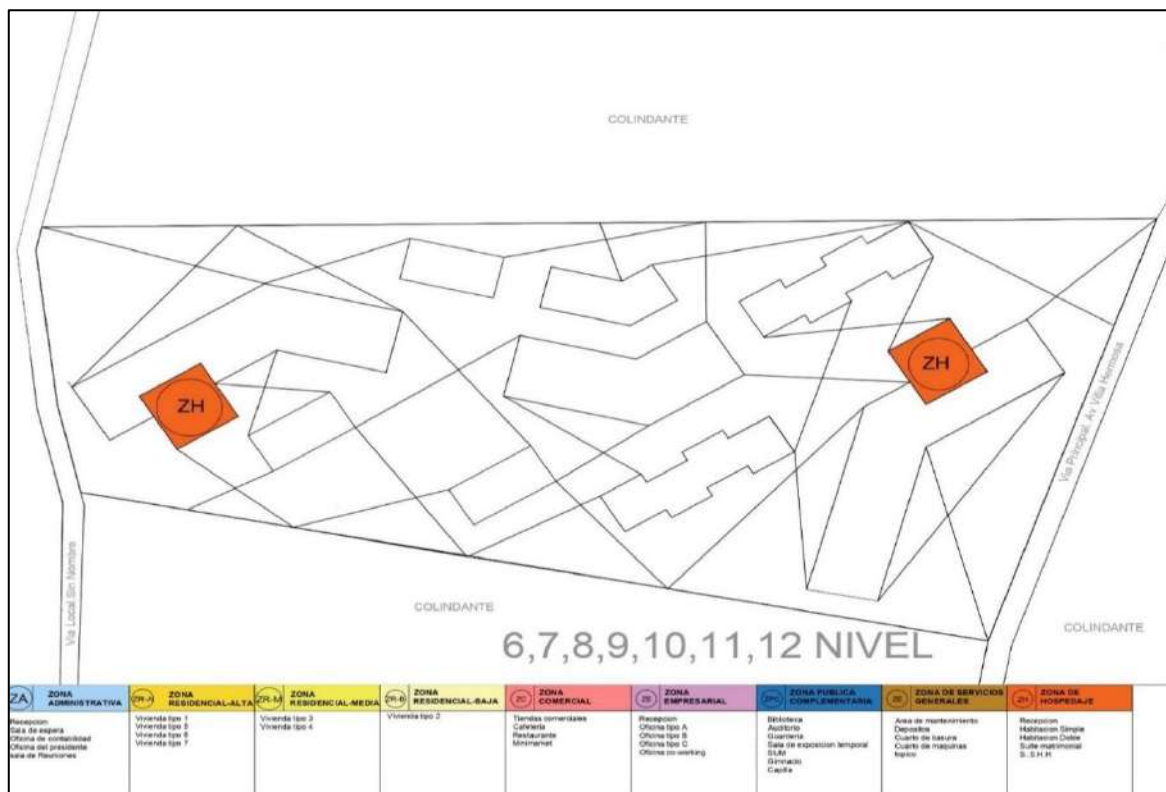 COLINDANTE
ZH
ZH
Via Principal. Av Villa Hermosa
Via Local Sin Nombre
COLINDANTE
COLINDANTE
6,7,8,9,10,11,12 NIVEL
ZA ZONA ADMINISTRATIVA
Recepcion
Sala de espera
Oficina de contabilidad
Oficina del presidente
sala de Reuniones
ZR-A ZONA RESIDENCIAL-ALTA
Vivienda tipo 1
Vivienda tipo 5
Vivienda tipo 6
Vivienda tipo 7
ZR-M ZONA RESIDENCIAL-MEDIA
Vivienda tipo 3
Vivienda tipo 4
ZR-B ZONA RESIDENCIAL-BAJA
Vivienda tipo 2
ZC ZONA COMERCIAL
Tiendas comerciales
Cafeteria
Restaurante
Minimarket
ZE ZONA EMPRESARIAL
Recepcion
Oficina tipo A
Oficina tipo B
Oficina tipo C
Oficina co-working
ZPC ZONA PUBLICA COMPLEMENTARIA
Biblioteca
Auditorio
Guarderia
Sala de exposicion temporal
SUM
Gimnacio
Capilla
ZONA DE SERVICIOS GENERALES
Area de mantenimiento
Depositos
Cuarto de basura
Cuarto de maquinas
topico
ZH ZONA DE HOSPEDAJE
Recepcion
Habitacion Simple
Habitacion Doble
Suite matrimonial
S..S.H.H